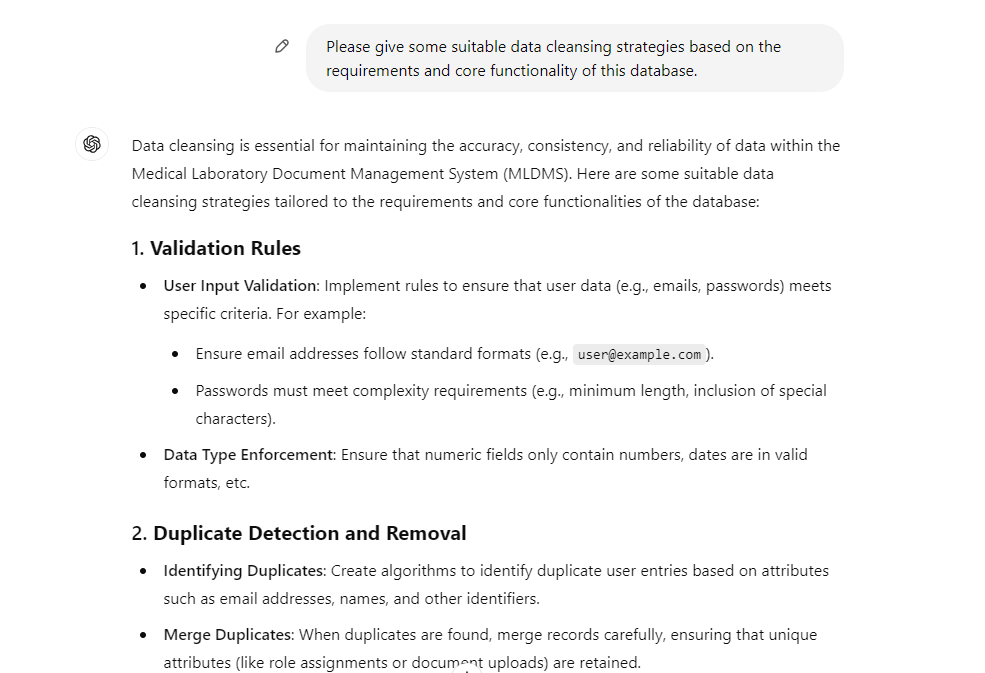 Please give some suitable data cleansing strategies based on the
requirements and core functionality of this database.
Data cleansing is essential for maintaining the accuracy, consistency, and reliability of data within the
Medical Laboratory Document Management System (MLDMS). Here are some suitable data
cleansing strategies tailored to the requirements and core functionalities of the database:
1. Validation Rules
• User Input Validation: Implement rules to ensure that user data (e.g., emails, passwords) meets
specific criteria. For example:
• Ensure email addresses follow standard formats (e.g., user@example.com ).
• Passwords must meet complexity requirements (e.g., minimum length, inclusion of special
characters).
• Data Type Enforcement: Ensure that numeric fields only contain numbers, dates are in valid
formats, etc.
2. Duplicate Detection and Removal
• Identifying Duplicates: Create algorithms to identify duplicate user entries based on attributes
such as email addresses, names, and other identifiers.
• Merge Duplicates: When duplicates are found, merge records carefully, ensuring that unique
attributes (like role assignments or document uploads) are retained.